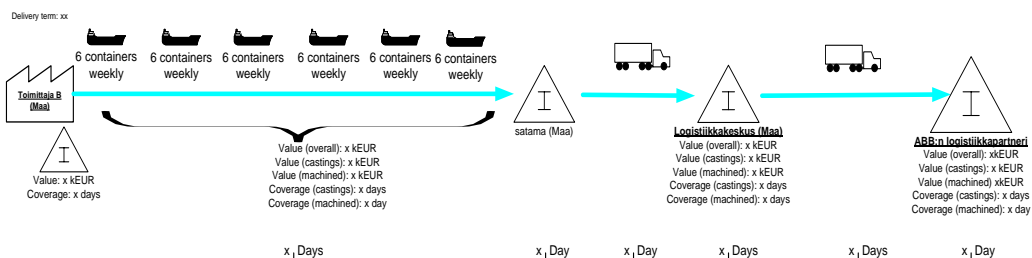 Delivery term: xx
6 containers
weekly
6 containers
weekly
6 containers
weekly
6 containers
weekly
6 containers
weekly
6 containers
weekly
Toimittaja B
(Maa)
I
Value: x kEUR
Coverage: x days
Value (overall): x kEUR
Value (castings): x kEUR
Value (machined): x kEUR
Coverage (castings): x days
Coverage (machined): x day
I
satama (Maa)
I
Logistiikkakeskus (Maa)
Value (overall): x kEUR
Value (castings): x kEUR
Value (machined): x kEUR
Coverage (castings): x days
Coverage (machined): x days
I
ABB:n logistiikkapartneri
Value (overall): xkEUR
Value (castings): x kEUR
Value (machined) xkEUR
Coverage (castings): x days
Coverage (machined): x day
x Days
x Day
x Day
x Days
x Days
x Day